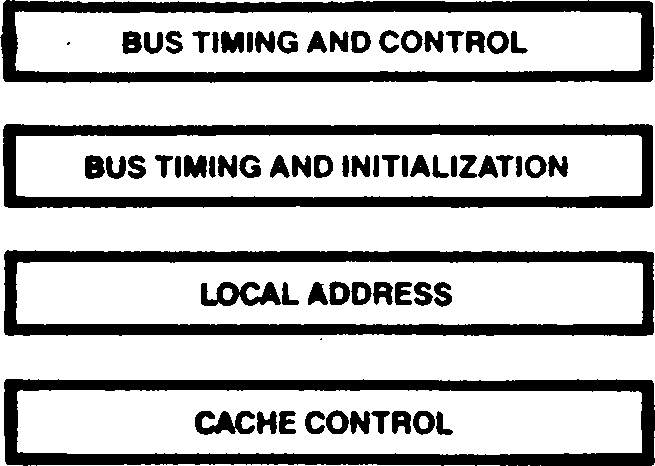 BUS TIMING AND CONTROL
BUS TIMING AND INITIALIZATION
LOCAL ADDRESS
CACHE CONTROL